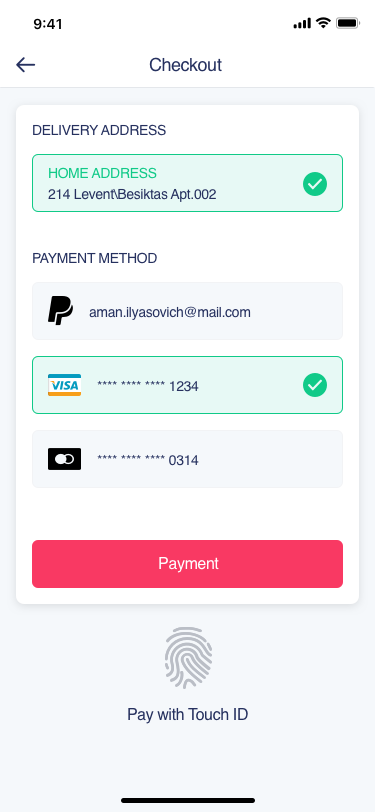 9:41
Checkout
DELIVERY ADDRESS
HOME ADDRESS
214 Levent\Besiktas Apt.002
PAYMENT METHOD
aman.ilyasovich@mail.com
VISA **** **** **** 1234
**** **** **** 0314
Payment
Pay with Touch ID